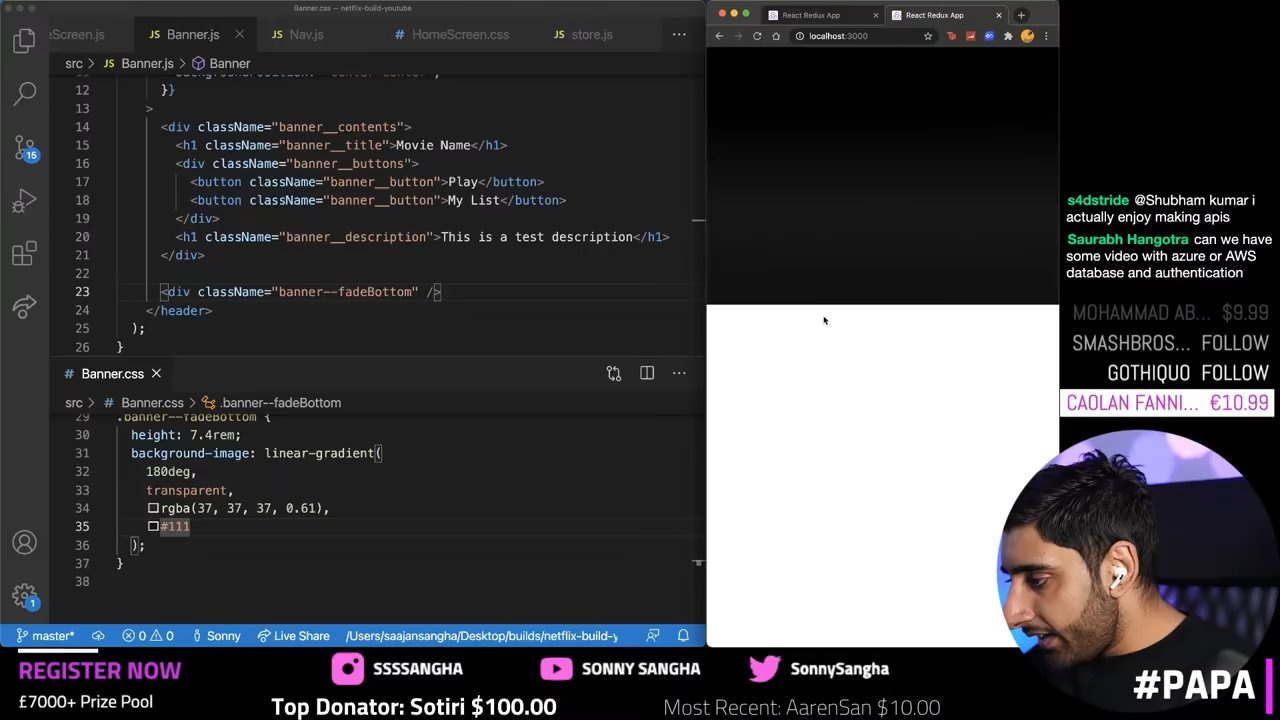 Banner.css — netflix-build-youtube
eScreen.js
Banner.js
Nav.js
# HomeScreen.css
store.js
src > Banner.js > Banner
12 }}
13 >
14 <div className="banner__contents">
15 <h1 className="banner__title">Movie Name</h1>
16 <div className="banner__buttons">
17 <button className="banner__button">Play</button>
18 <button className="banner__button">My List</button>
19 </div>
20 <h1 className="banner__description">This is a test description</h1>
21 </div>
22
23 <div className="banner--fadeBottom" />
24 </header>
25 );
26 }
# Banner.css
src > # Banner.css > .banner--fadeBottom
29 .banner--fadeBottom {
30 height: 7.4rem;
31 background-image: linear-gradient(
32 180deg,
33 transparent,
34 rgba(37, 37, 37, 0.61),
35 #111
36 );
37 }
38
15
1
master*
0 0
Sonny
Live Share
/Users/saajansangha/Desktop/builds/netflix-build-y
React Redux App
React Redux App
localhost:3000
s4dstride @Shubham kumar i
actually enjoy making apis
Saurabh Hangotra can we have
some video with azure or AWS
database and authentication
MOHAMMAD AB... $9.99
SMASHBROS... FOLLOW
GOTHIQUO FOLLOW
CAOLAN FANNI... €10.99
REGISTER NOW
£7000+ Prize Pool
SSSSANGHA
SONNY SANGHA
SonnySangha
Top Donator: Sotiri $100.00
Most Recent: AarenSan $10.00
#PAPA